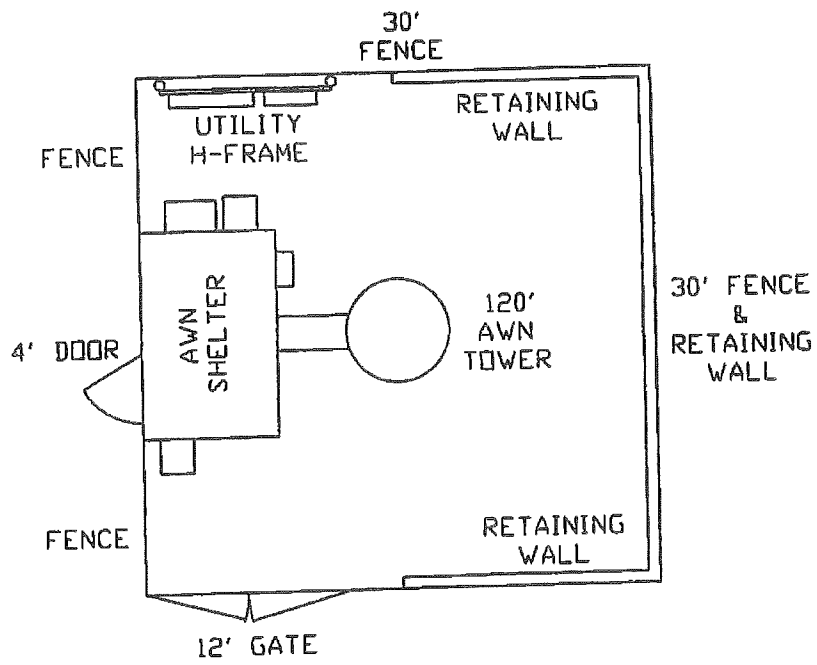 30'
FENCE
RETAINING
WALL
UTILITY
H-FRAME
FENCE
AWN
SHELTER
120'
AWN
TOWER
30' FENCE
&
RETAINING
WALL
4' DOOR
RETAINING
WALL
FENCE
12' GATE